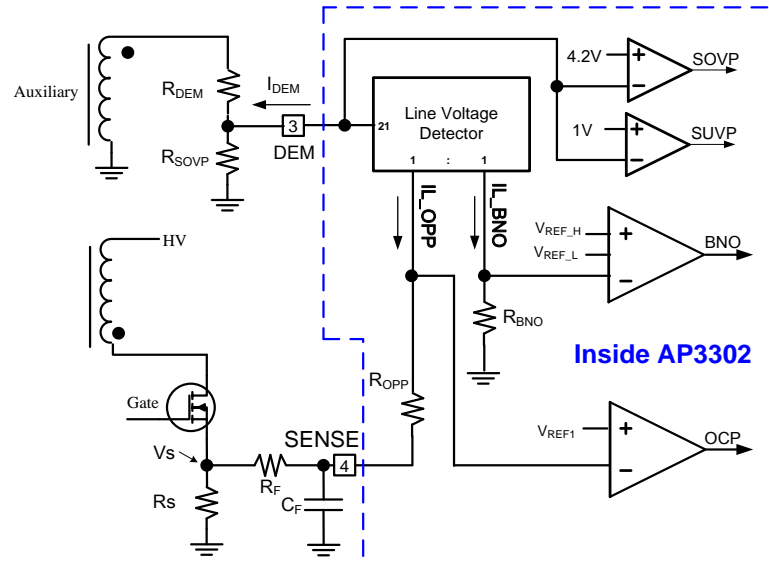 4.2V
+
−
SOVP
Auxiliary
RDEM
IDEM
3
DEM
21
Line Voltage
Detector
1 : 1
1V
+
−
SUVP
RSOVP
IL_OPP
IL_BNO
HV
VREF_H
VREF_L
+
−
BNO
RBNO
Inside AP3302
ROPP
Gate
SENSE
4
Vs
RF
Rs
CF
VREF1
+
−
OCP